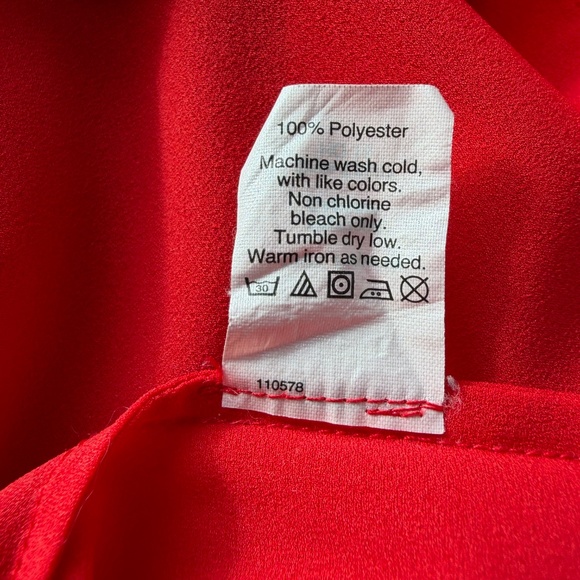 100% Polyester
Machine wash cold,
with like colors.
Non chlorine
bleach only.
Tumble dry low.
Warm iron as needed.
30
110578